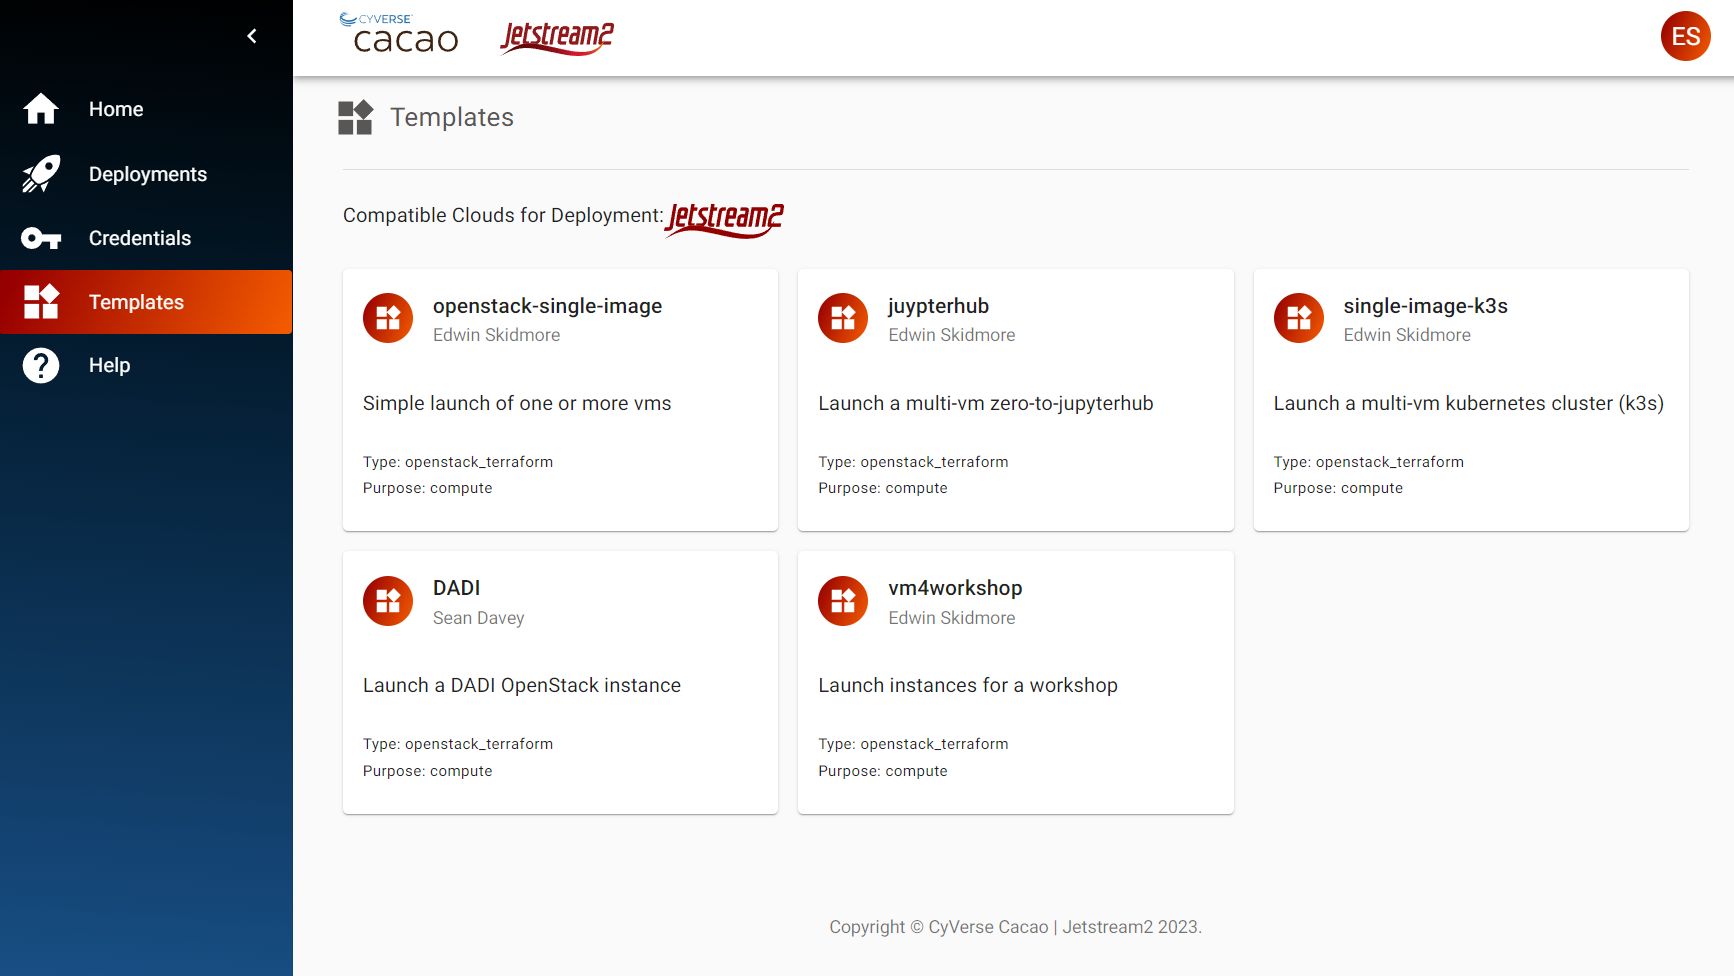 CYVERSE
cacao
Jetstream2
ES
Home
Deployments
Credentials
Templates
Help
Templates
Compatible Clouds for Deployment: Jetstream2
openstack-single-image
Edwin Skidmore
Simple launch of one or more vms
Type: openstack_terraform
Purpose: compute
juypterhub
Edwin Skidmore
Launch a multi-vm zero-to-jupyterhub
Type: openstack_terraform
Purpose: compute
single-image-k3s
Edwin Skidmore
Launch a multi-vm kubernetes cluster (k3s)
Type: openstack_terraform
Purpose: compute
DADI
Sean Davey
Launch a DADI OpenStack instance
Type: openstack_terraform
Purpose: compute
vm4workshop
Edwin Skidmore
Launch instances for a workshop
Type: openstack_terraform
Purpose: compute
Copyright © CyVerse Cacao | Jetstream2 2023.